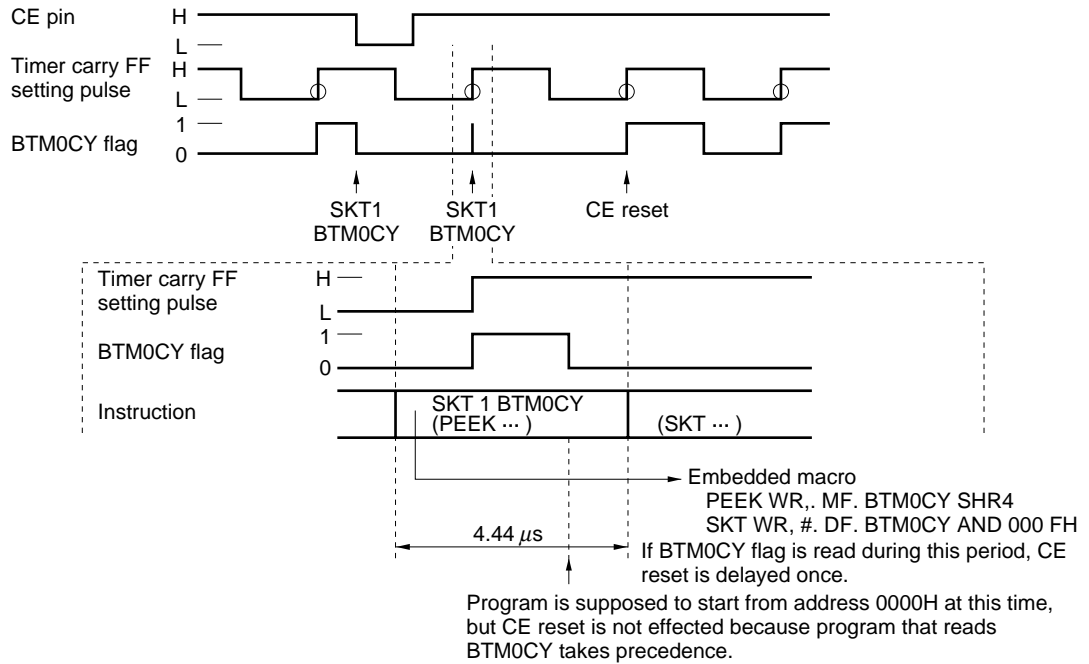 CE pin
H
L
Timer carry FF
setting pulse
H
L
BTM0CY flag
1
0
SKT1
BTM0CY
SKT1
BTM0CY
CE reset
Timer carry FF
setting pulse
H
L
BTM0CY flag
1
0
Instruction
SKT 1 BTM0CY
(PEEK ··· )
(SKT ··· )
Embedded macro
PEEK WR,. MF. BTM0CY SHR4
SKT WR, #. DF. BTM0CY AND 000 FH
4.44 μs
If BTM0CY flag is read during this period, CE
reset is delayed once.
Program is supposed to start from address 0000H at this time,
but CE reset is not effected because program that reads
BTM0CY takes precedence.